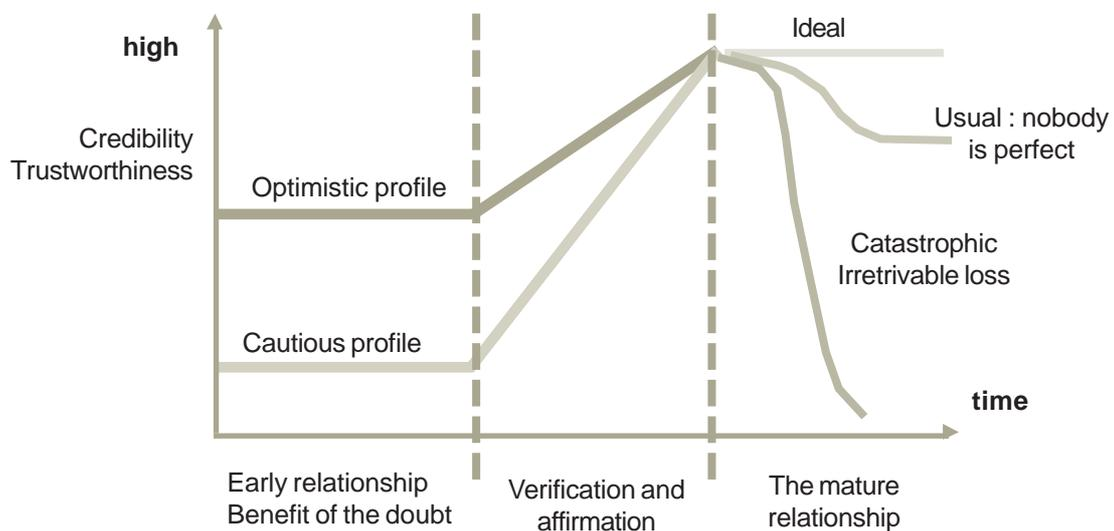 Ideal
high
Usual : nobody
is perfect
Credibility
Trustworthiness
Optimistic profile
Catastrophic
Irretrivable loss
Cautious profile
time
Early relationship
Benefit of the doubt
Verification and
affirmation
The mature
relationship